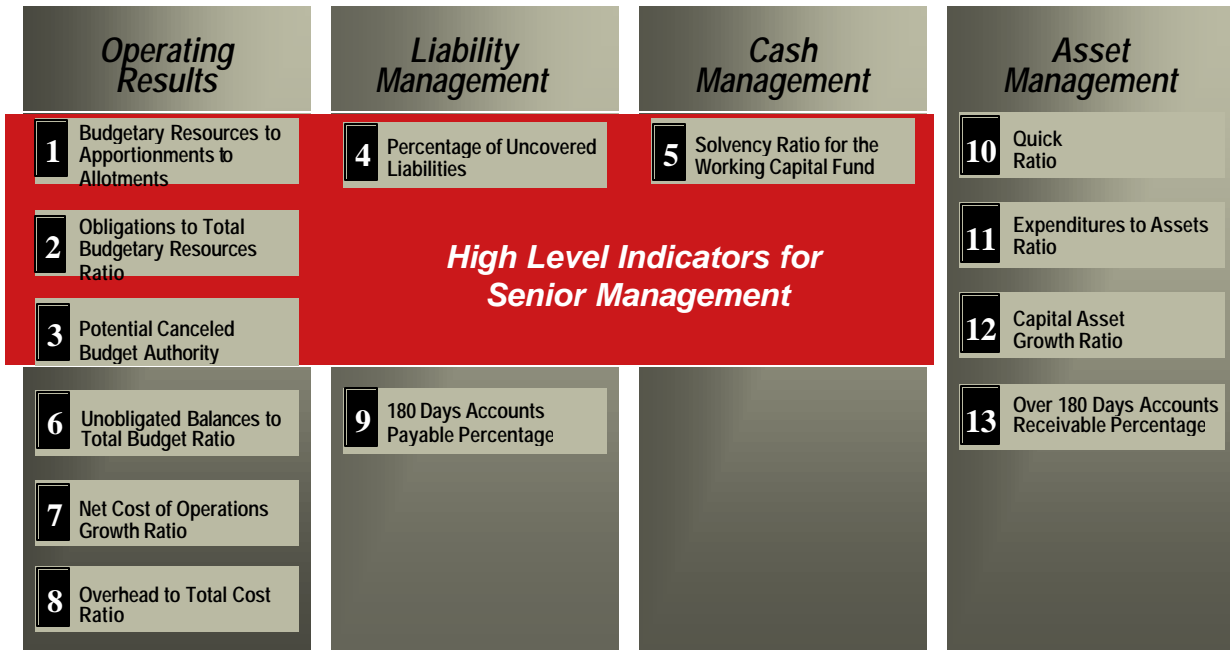 Operating
Results
1
Budgetary Resources to
Apportionments to
Allotments
2
Obligations to Total
Budgetary Resources
Ratio
3
Potential Canceled
Budget Authority
6
Unobligated Balances to
Total Budget Ratio
7
Net Cost of Operations
Growth Ratio
8
Overhead to Total Cost
Ratio
Liability
Management
4
Percentage of Uncovered
Liabilities
9
180 Days Accounts
Payable Percentage
Cash
Management
5
Solvency Ratio for the
Working Capital Fund
High Level Indicators for
Senior Management
Asset
Management
10
Quick
Ratio
11
Expenditures to Assets
Ratio
12
Capital Asset
Growth Ratio
13
Over 180 Days Accounts
Receivable Percentage